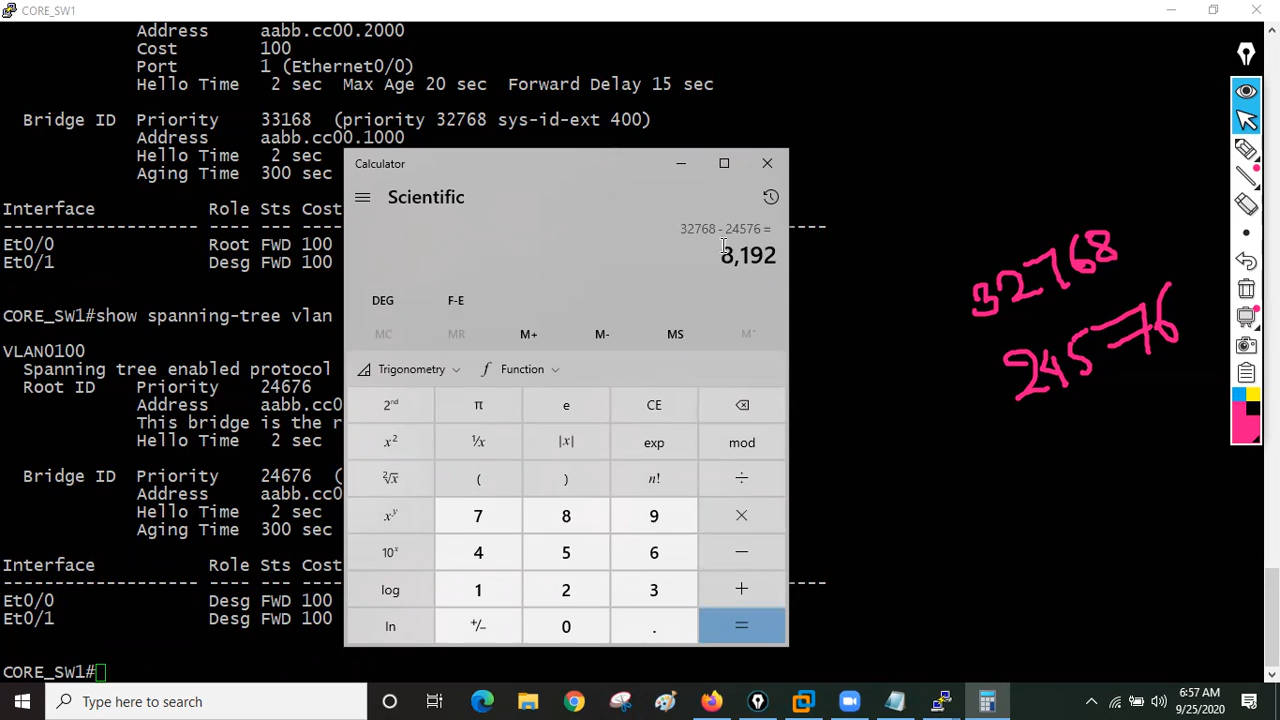 CORE_SW1
Address aabb.cc00.2000
Cost 100
Port 1 (Ethernet0/0)
Hello Time 2 sec Max Age 20 sec Forward Delay 15 sec
Bridge ID Priority 33168 (priority 32768 sys-id-ext 400)
Address aabb.cc00.1000
Hello Time 2 sec
Aging Time 300 sec
Interface Role Sts Cost
------------------- ---- --- ---
Et0/0 Root FWD 100
Et0/1 Desg FWD 100
CORE_SW1#show spanning-tree vlan
VLAN0100
Spanning tree enabled protocol
Root ID Priority 24676
Address aabb.cc0
This bridge is the r
Hello Time 2 sec
Bridge ID Priority 24676 (
Address aabb.cc0
Hello Time 2 sec
Aging Time 300 sec
Interface Role Sts Cost
------------------- ---- --- ---
Et0/0 Desg FWD 100
Et0/1 Desg FWD 100
CORE_SW1#
Calculator
Scientific
32768 - 24576 =
8,192
DEG F-E
MC MR M+ M- MS M˅
Trigonometry Function
2ⁿᵈ π e CE
x² ¹/x |x| exp mod
²√x ( ) n! ÷
xʸ 7 8 9 ×
10ˣ 4 5 6 −
log 1 2 3 +
ln +/− 0 . =
32768
24576
Type here to search
6:57 AM
9/25/2020